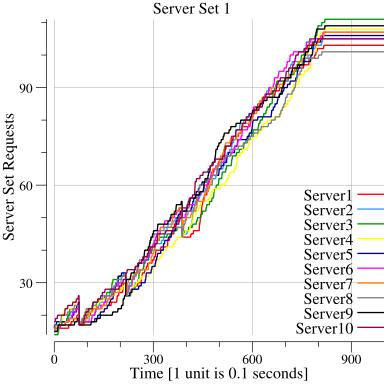 Server Set 1
Server Set Requests
90
60
30
Server1
Server2
Server3
Server4
Server5
Server6
Server7
Server8
Server9
Server10
0 300 600 900
Time [1 unit is 0.1 seconds]